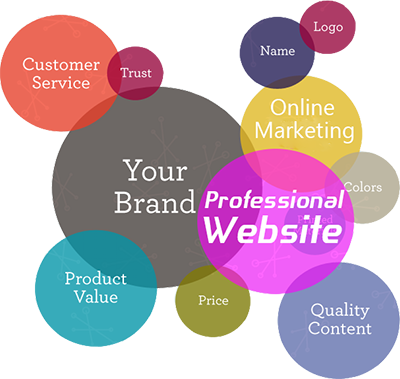 Logo
Name
Customer
Service
Trust
Online
Marketing
Your
Brand
Colors
Professional
Website
Product
Value
Price
Quality
Content